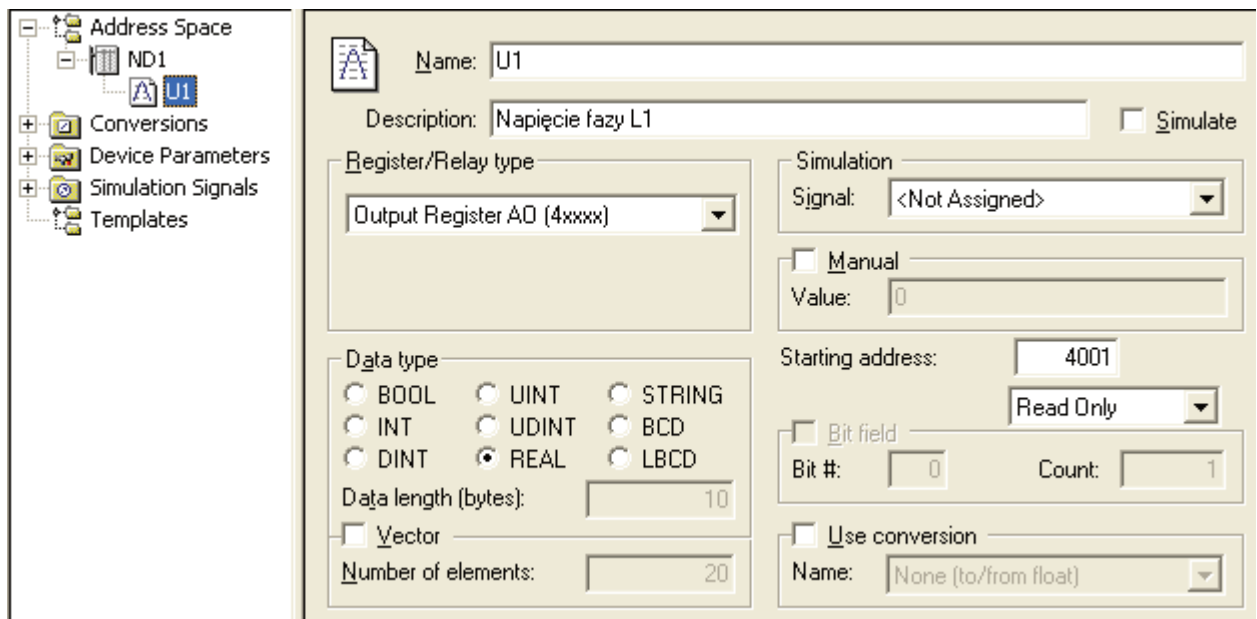 Address Space
ND1
U1
Conversions
Device Parameters
Simulation Signals
Templates
Name: U1
Description: Napięcie fazy L1
Simulate
Register/Relay type
Output Register AO (4xxxx)
Simulation
Signal: <Not Assigned>
Manual
Value: 0
Data type
BOOL UINT STRING
INT UDINT BCD
DINT REAL LBCD
Data length (bytes): 10
Vector
Number of elements: 20
Starting address: 4001
Read Only
Bit field
Bit #: 0 Count: 1
Use conversion
Name: None (to/from float)